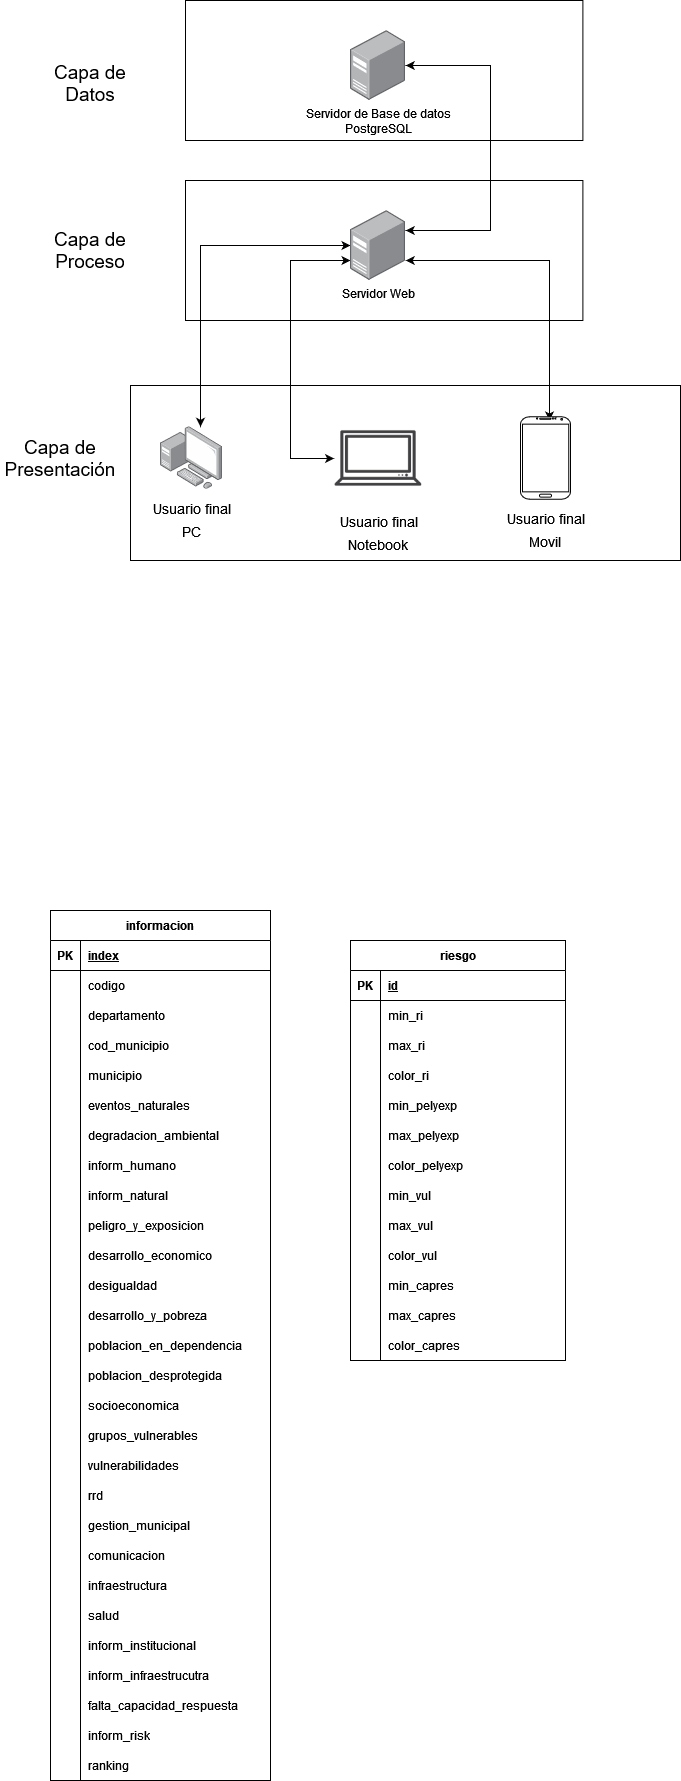 Capa de
Datos
Servidor de Base de datos
PostgreSQL
Capa de
Proceso
Servidor Web
Capa de
Presentación
Usuario final
PC
Usuario final
Notebook
Usuario final
Movil
informacion
PK index
codigo
departamento
cod_municipio
municipio
eventos_naturales
degradacion_ambiental
inform_humano
inform_natural
peligro_y_exposicion
desarrollo_economico
desigualdad
desarrollo_y_pobreza
poblacion_en_dependencia
poblacion_desprotegida
socioeconomica
grupos_vulnerables
vulnerabilidades
rrd
gestion_municipal
comunicacion
infraestructura
salud
inform_institucional
inform_infraestrucutra
falta_capacidad_respuesta
inform_risk
ranking
riesgo
PK id
min_ri
max_ri
color_ri
min_pelyexp
max_pelyexp
color_pelyexp
min_vul
max_vul
color_vul
min_capres
max_capres
color_capres